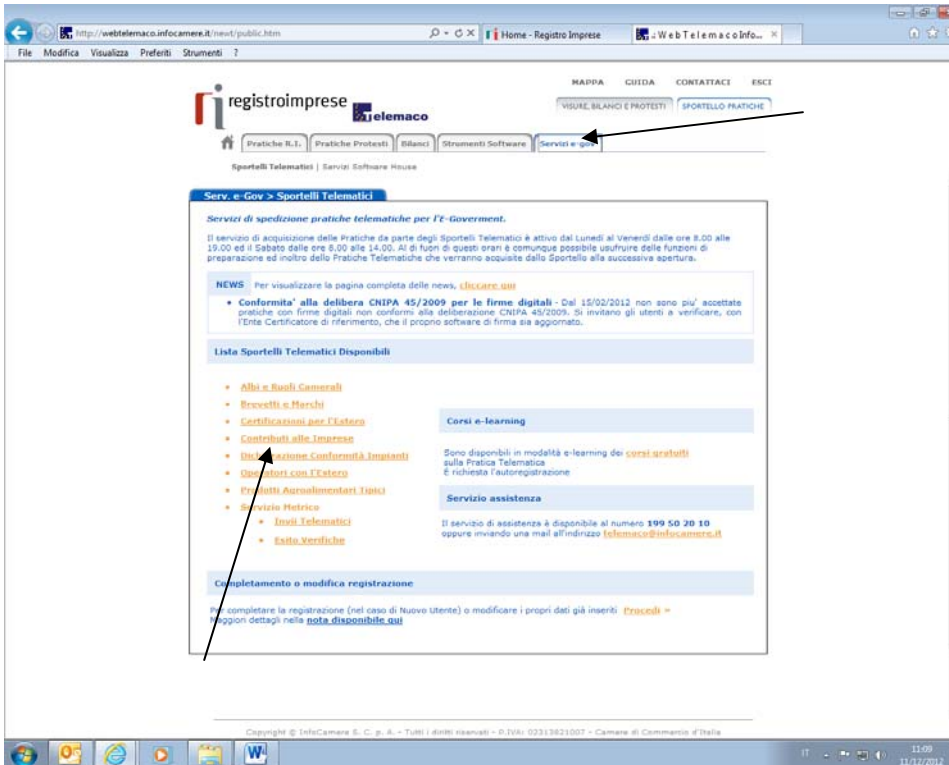 http://webtelemaco.infocamere.it/newt/public.htm
Home - Registro Imprese
.:WebTelemacoInfo...
File Modifica Visualizza Preferiti Strumenti ?
MAPPA GUIDA CONTATTACI ESCI
registroimprese
Telemaco
VISURE, BILANCI E PROTESTI
SPORTELLO PRATICHE
Pratiche R.I. Pratiche Protesti Bilanci Strumenti Software Servizi e-gov
Sportelli Telematici | Servizi Software House
Serv. e-Gov > Sportelli Telematici
Servizi di spedizione pratiche telematiche per l'E-Goverment.
Il servizio di acquisizione delle Pratiche da parte degli Sportelli Telematici è attivo dal Lunedì al Venerdì dalle ore 8.00 alle
19.00 ed il Sabato dalle ore 8.00 alle 14.00. Al di fuori di questi orari è comunque possibile usufruire delle funzioni di
preparazione ed inoltro dello Pratiche Telematiche che verranno acquisite dallo Sportello alla successiva apertura.
NEWS Per visualizzare la pagina completa delle news, cliccare qui
• Conformita' alla delibera CNIPA 45/2009 per le firme digitali - Dal 15/02/2012 non sono piu' accettate
pratiche con firme digitali non conformi alla deliberazione CNIPA 45/2009. Si invitano gli utenti a verificare, con
l'Ente Certificatore di riferimento, che il proprio software di firma sia aggiornato.
Lista Sportelli Telematici Disponibili
• Albi e Ruoli Camerali
• Brevetti e Marchi
• Certificazioni per l'Estero
• Contributi alle Imprese
• Dichiarazione Conformità Impianti
• Operatori con l'Estero
• Prodotti Agroalimentari Tipici
• Servizio Metrico
• Invii Telematici
• Esito Verifiche
Corsi e-learning
Sono disponibili in modalità e-learning dei corsi gratuiti
sulla Pratica Telematica
È richiesta l'autoregistrazione
Servizio assistenza
Il servizio di assistenza è disponibile al numero 199 50 20 10
oppure inviando una mail all'indirizzo telemaco@infocamere.it
Completamento o modifica registrazione
Per completare la registrazione (nel caso di Nuovo Utente) o modificare i propri dati già inseriti Procedi »
Maggiori dettagli nella nota disponibile qui
Copyright © InfoCamere S. C. p. A. - Tutti i diritti riservati - P.IVA: 02313821007 - Camere di Commercio d'Italia
IT
11:09
11/12/2012